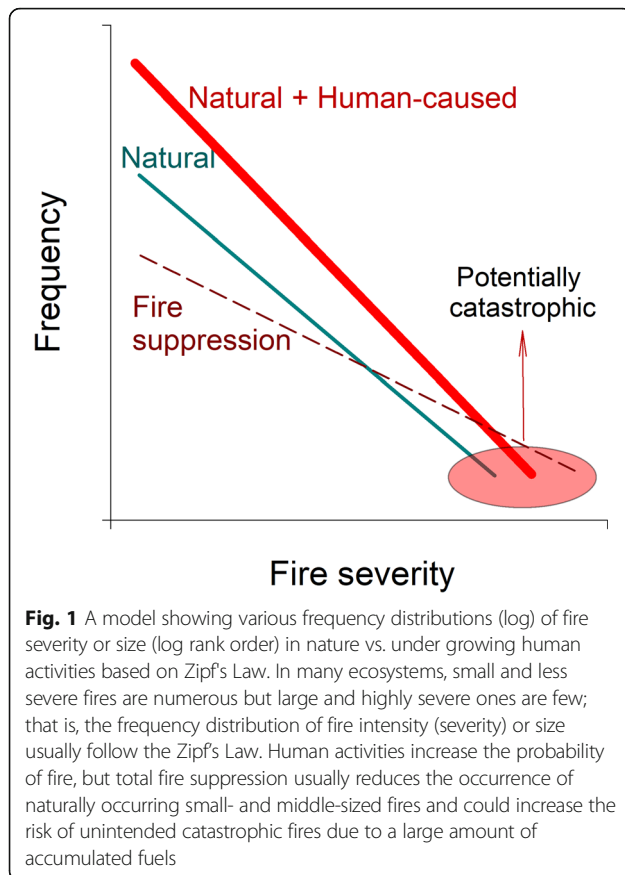 Natural + Human-caused
Natural
Frequency
Potentially
catastrophic
Fire
suppression
Fire severity
Fig. 1 A model showing various frequency distributions (log) of fire
severity or size (log rank order) in nature vs. under growing human
activities based on Zipf's Law. In many ecosystems, small and less
severe fires are numerous but large and highly severe ones are few;
that is, the frequency distribution of fire intensity (severity) or size
usually follow the Zipf's Law. Human activities increase the probability
of fire, but total fire suppression usually reduces the occurrence of
naturally occurring small- and middle-sized fires and could increase the
risk of unintended catastrophic fires due to a large amount of
accumulated fuels